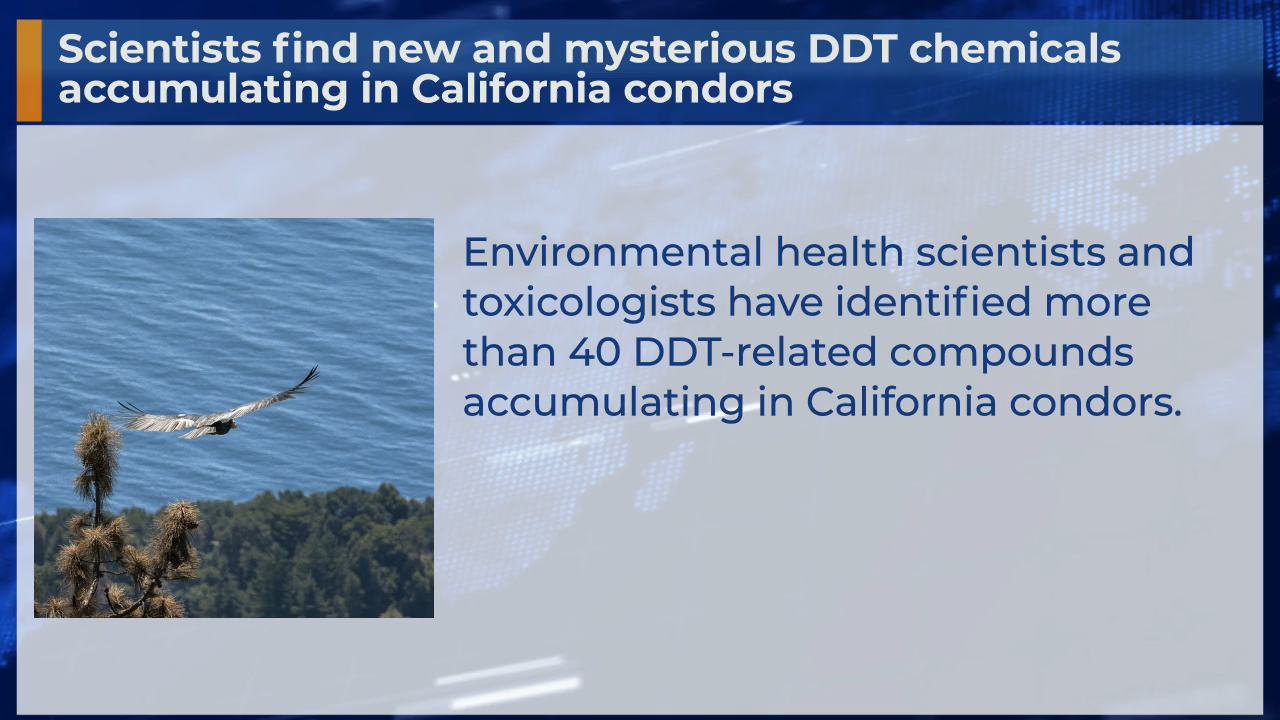 Scientists find new and mysterious DDT chemicals
accumulating in California condors
Environmental health scientists and
toxicologists have identified more
than 40 DDT-related compounds
accumulating in California condors.